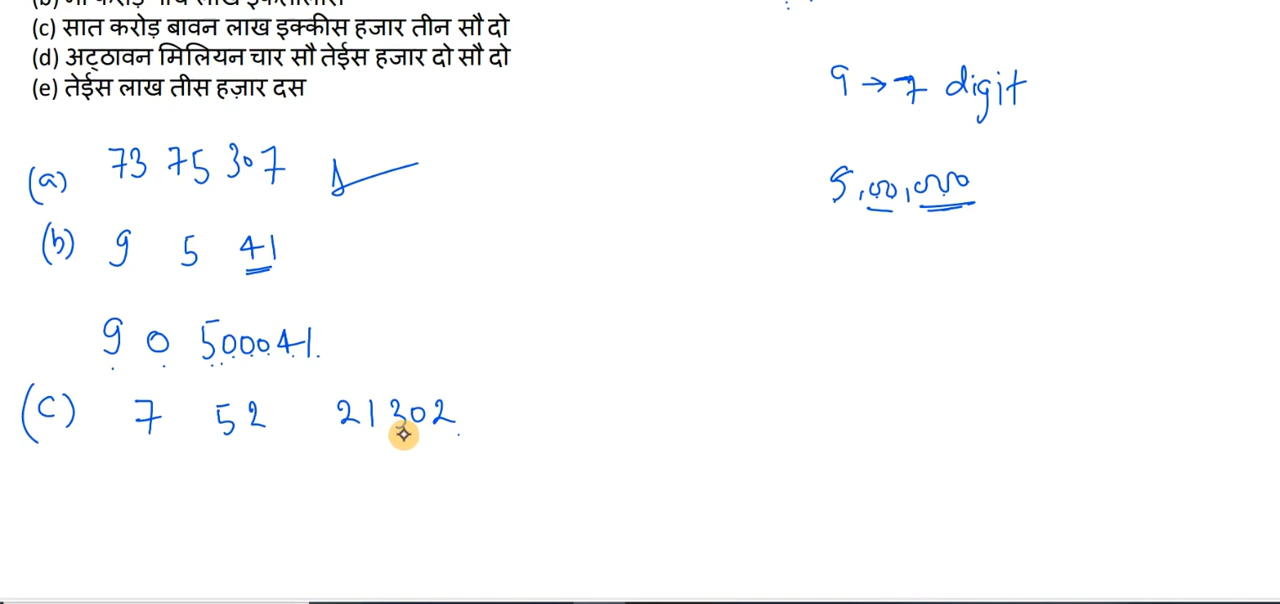 (c) सात करोड़ बावन लाख इक्कीस हजार तीन सौ दो
(d) अट्ठावन मिलियन चार सौ तेईस हजार दो सौ दो
(e) तेईस लाख तीस हज़ार दस
9 → 7 digit
(a) 73 75 307
5,00,000
(b) 9 5 41
9 0 500041.
(C) 7 52 21302